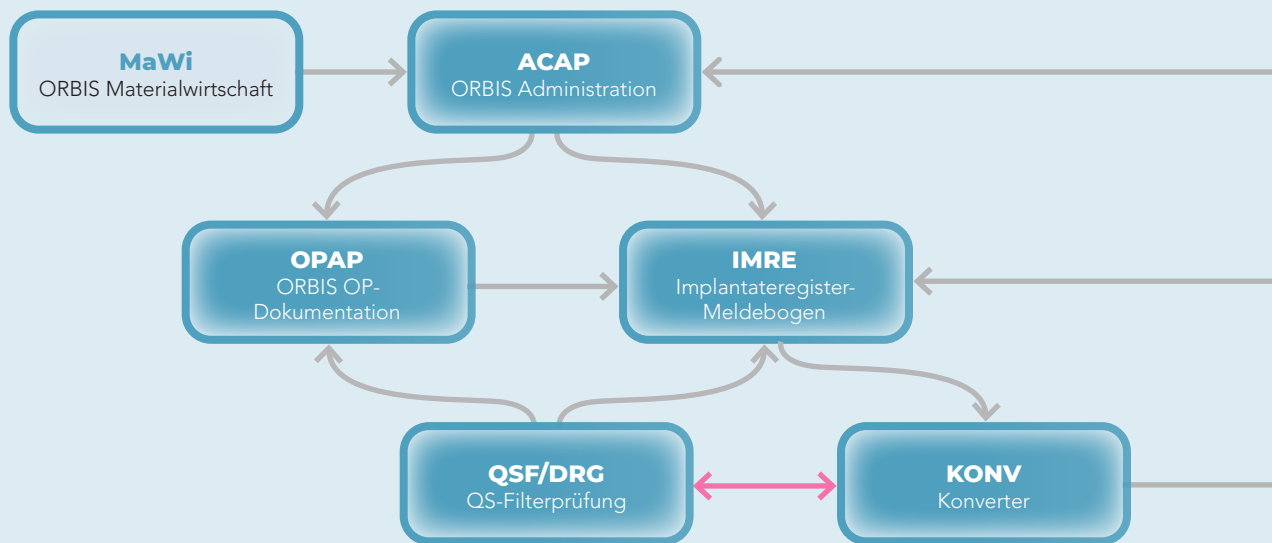 MaWi
ORBIS Materialwirtschaft
ACAP
ORBIS Administration
OPAP
ORBIS OP-
Dokumentation
IMRE
Implantateregister-
Meldebogen
QSF/DRG
QS-Filterprüfung
KONV
Konverter